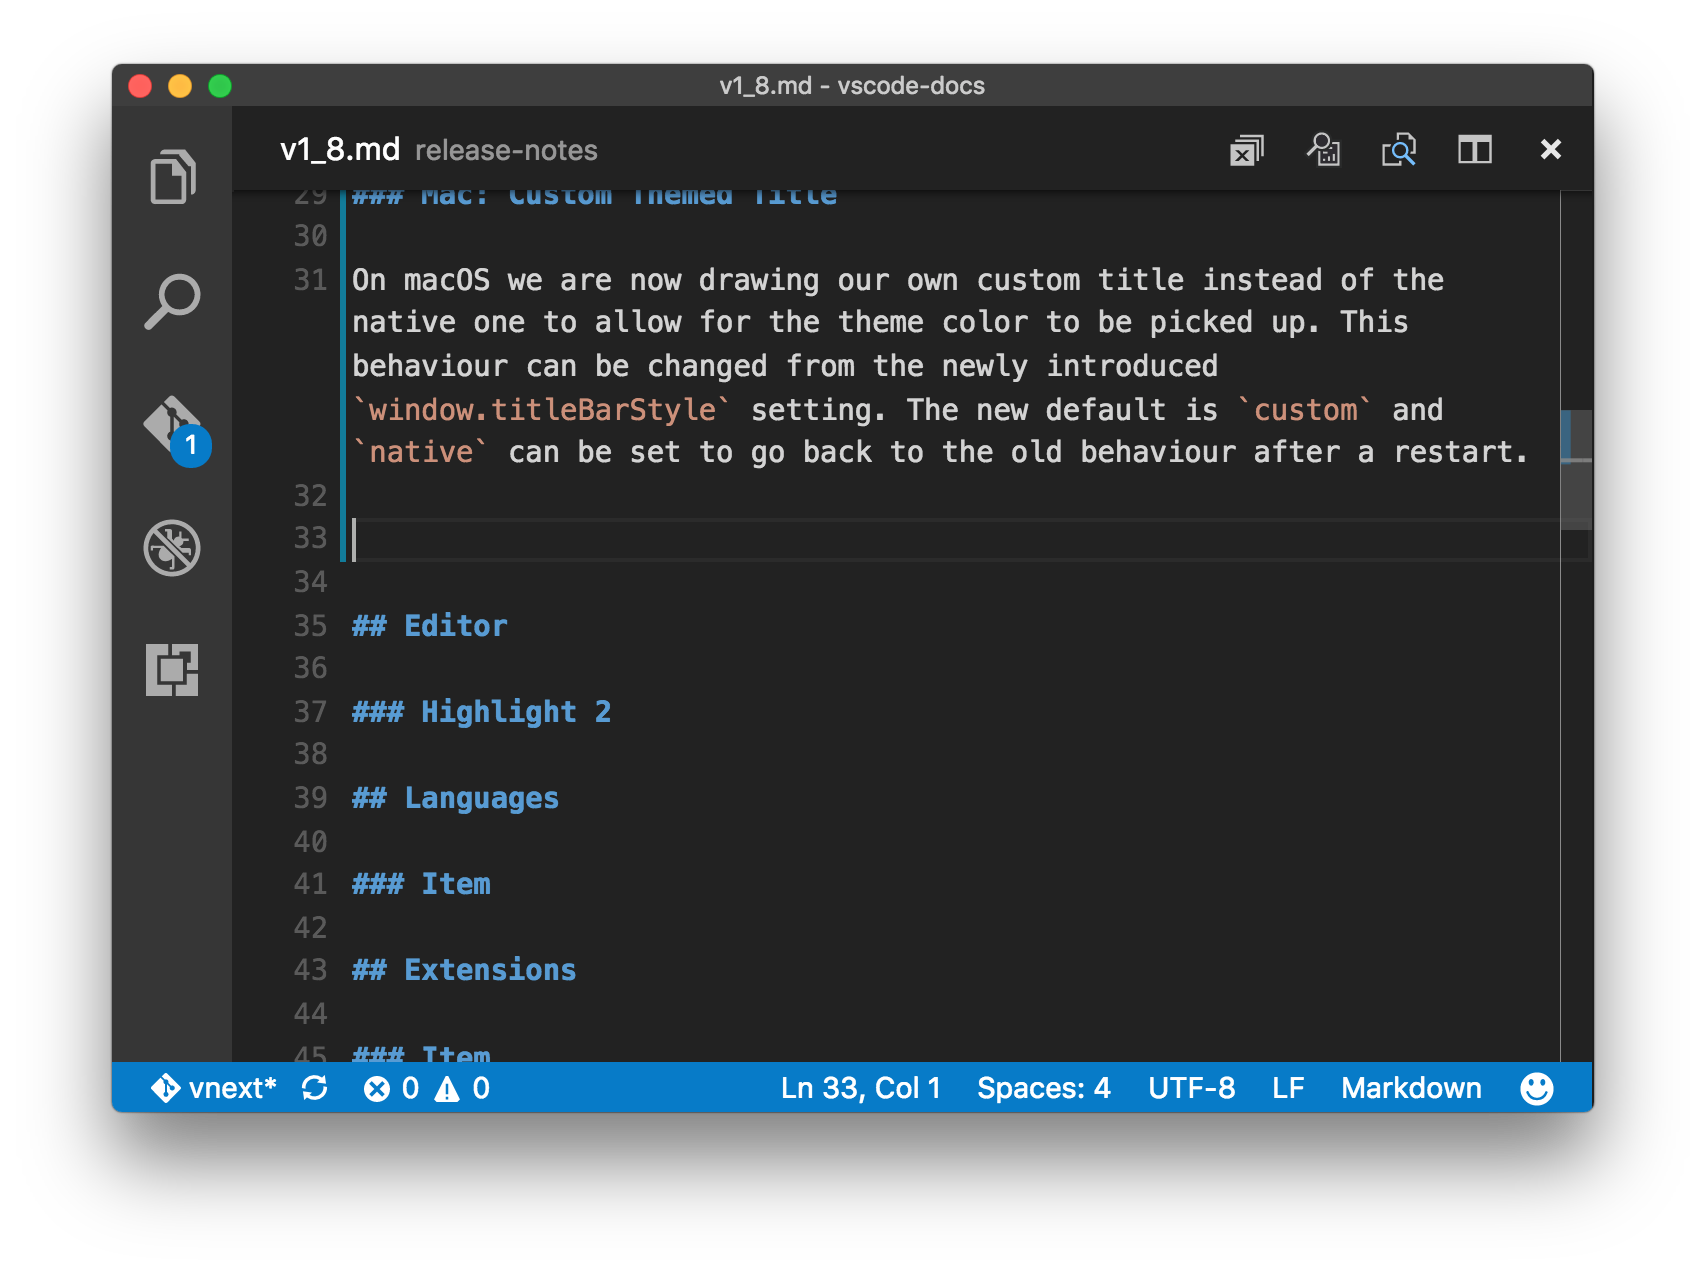 v1_8.md - vscode-docs
v1_8.md release-notes
29 ### Mac: Custom Themed Title
30
31 On macOS we are now drawing our own custom title instead of the
native one to allow for the theme color to be picked up. This
behaviour can be changed from the newly introduced
`window.titleBarStyle` setting. The new default is `custom` and
`native` can be set to go back to the old behaviour after a restart.
1
32
33
34
35 ## Editor
36
37 ### Highlight 2
38
39 ## Languages
40
41 ### Item
42
43 ## Extensions
44
45 ### Item
vnext* 0 0 Ln 33, Col 1 Spaces: 4 UTF-8 LF Markdown